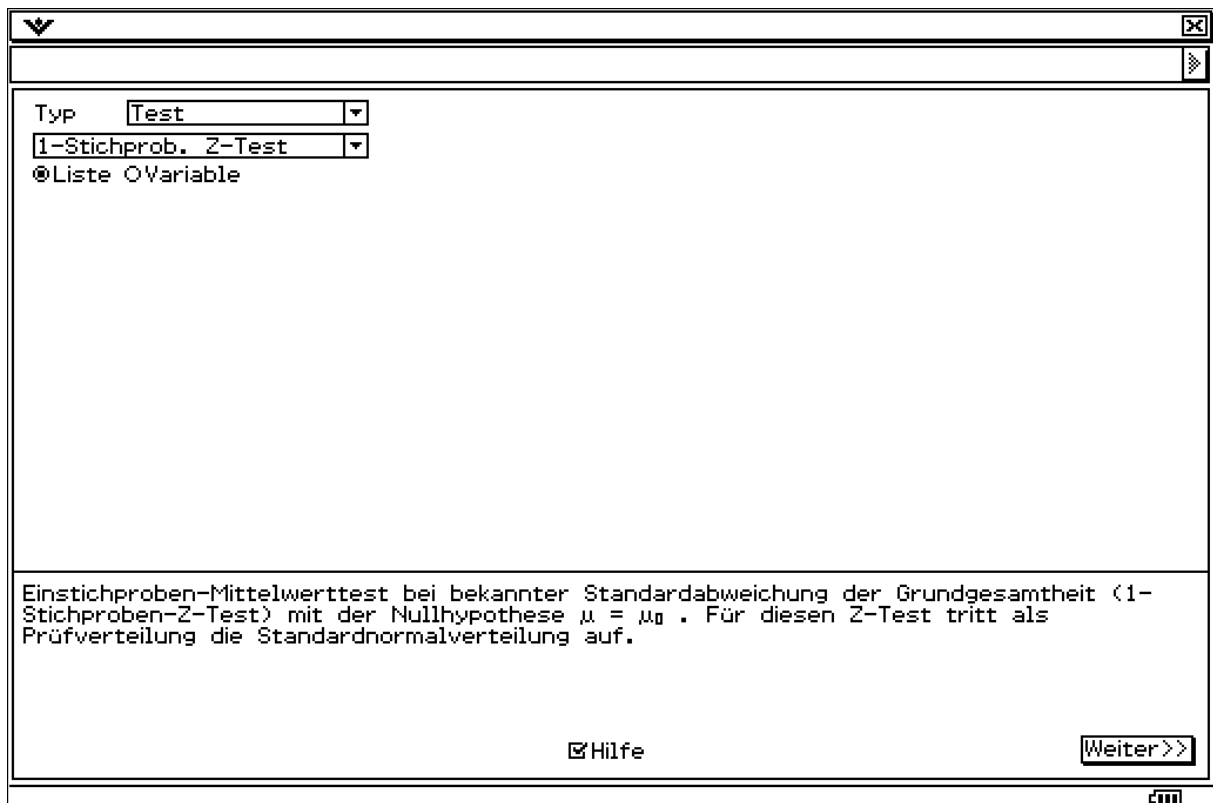 Typ Test
1-Stichprob. Z-Test
Liste Variable
Einstichproben-Mittelwerttest bei bekannter Standardabweichung der Grundgesamtheit (1-
Stichproben-Z-Test) mit der Nullhypothese μ = μ₀ . Für diesen Z-Test tritt als
Prüfverteilung die Standardnormalverteilung auf.
Hilfe
Weiter>>